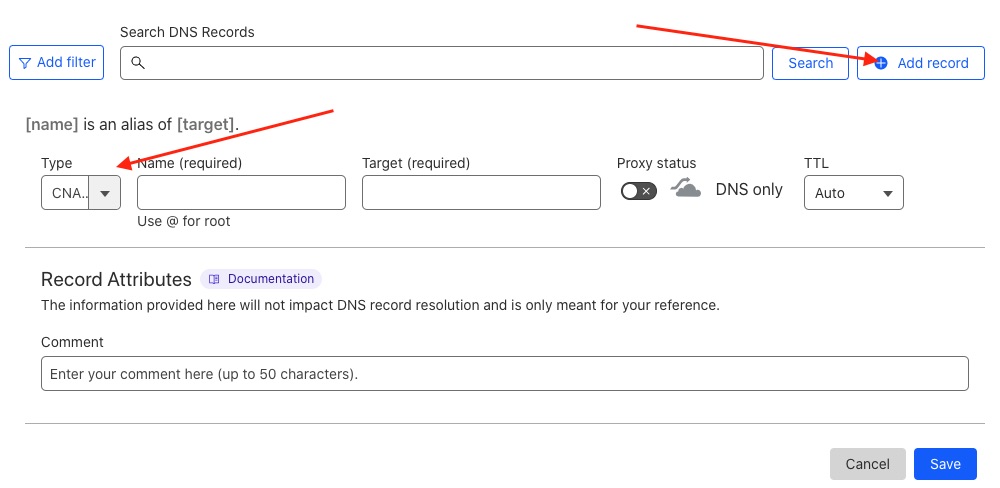 Search DNS Records
Add filter
Search
Add record
[name] is an alias of [target].
Type
Name (required)
Target (required)
Proxy status
TTL
CNA..
DNS only
Auto
Use @ for root
Record Attributes
Documentation
The information provided here will not impact DNS record resolution and is only meant for your reference.
Comment
Enter your comment here (up to 50 characters).
Cancel
Save